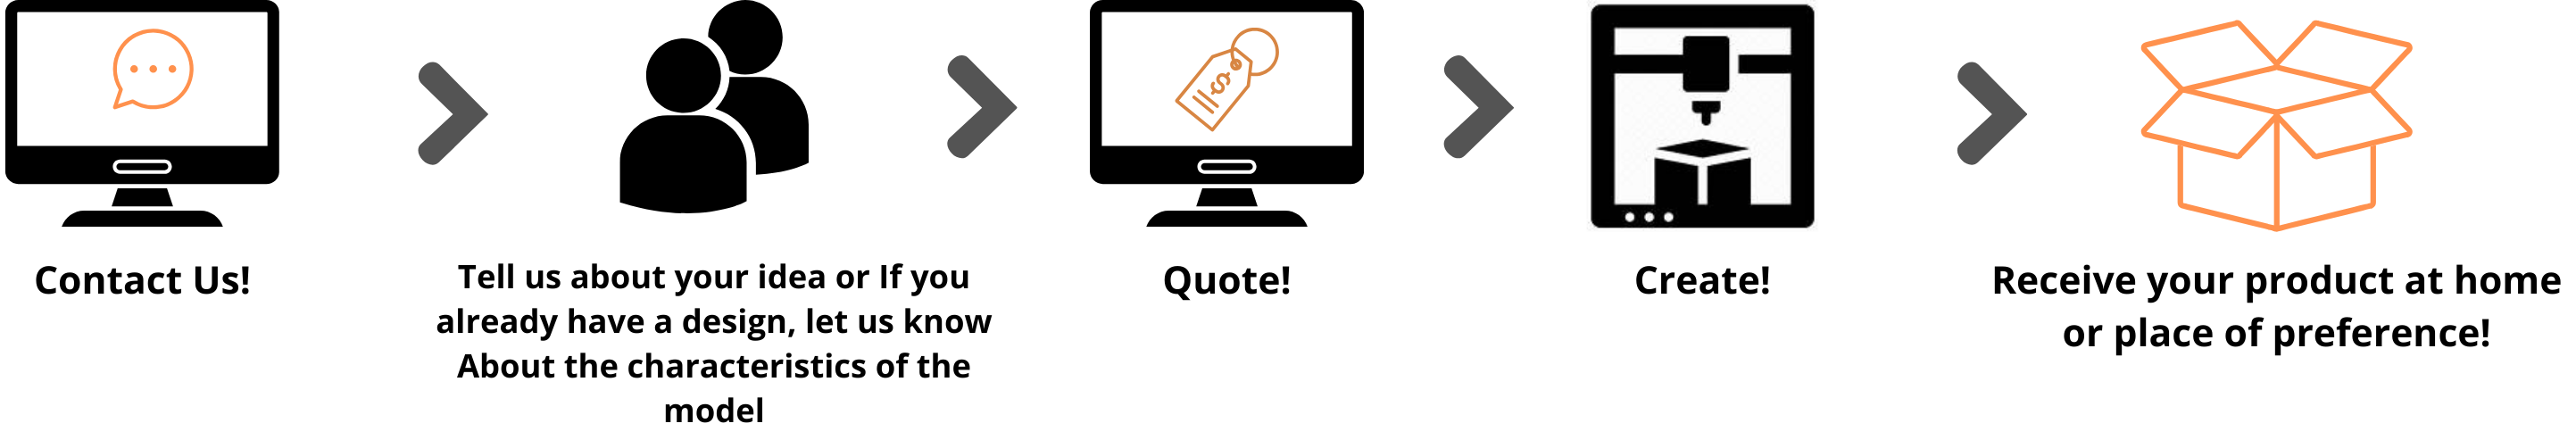 Contact Us!
Tell us about your idea or If you
already have a design, let us know
About the characteristics of the
model
Quote!
Create!
Receive your product at home
or place of preference!